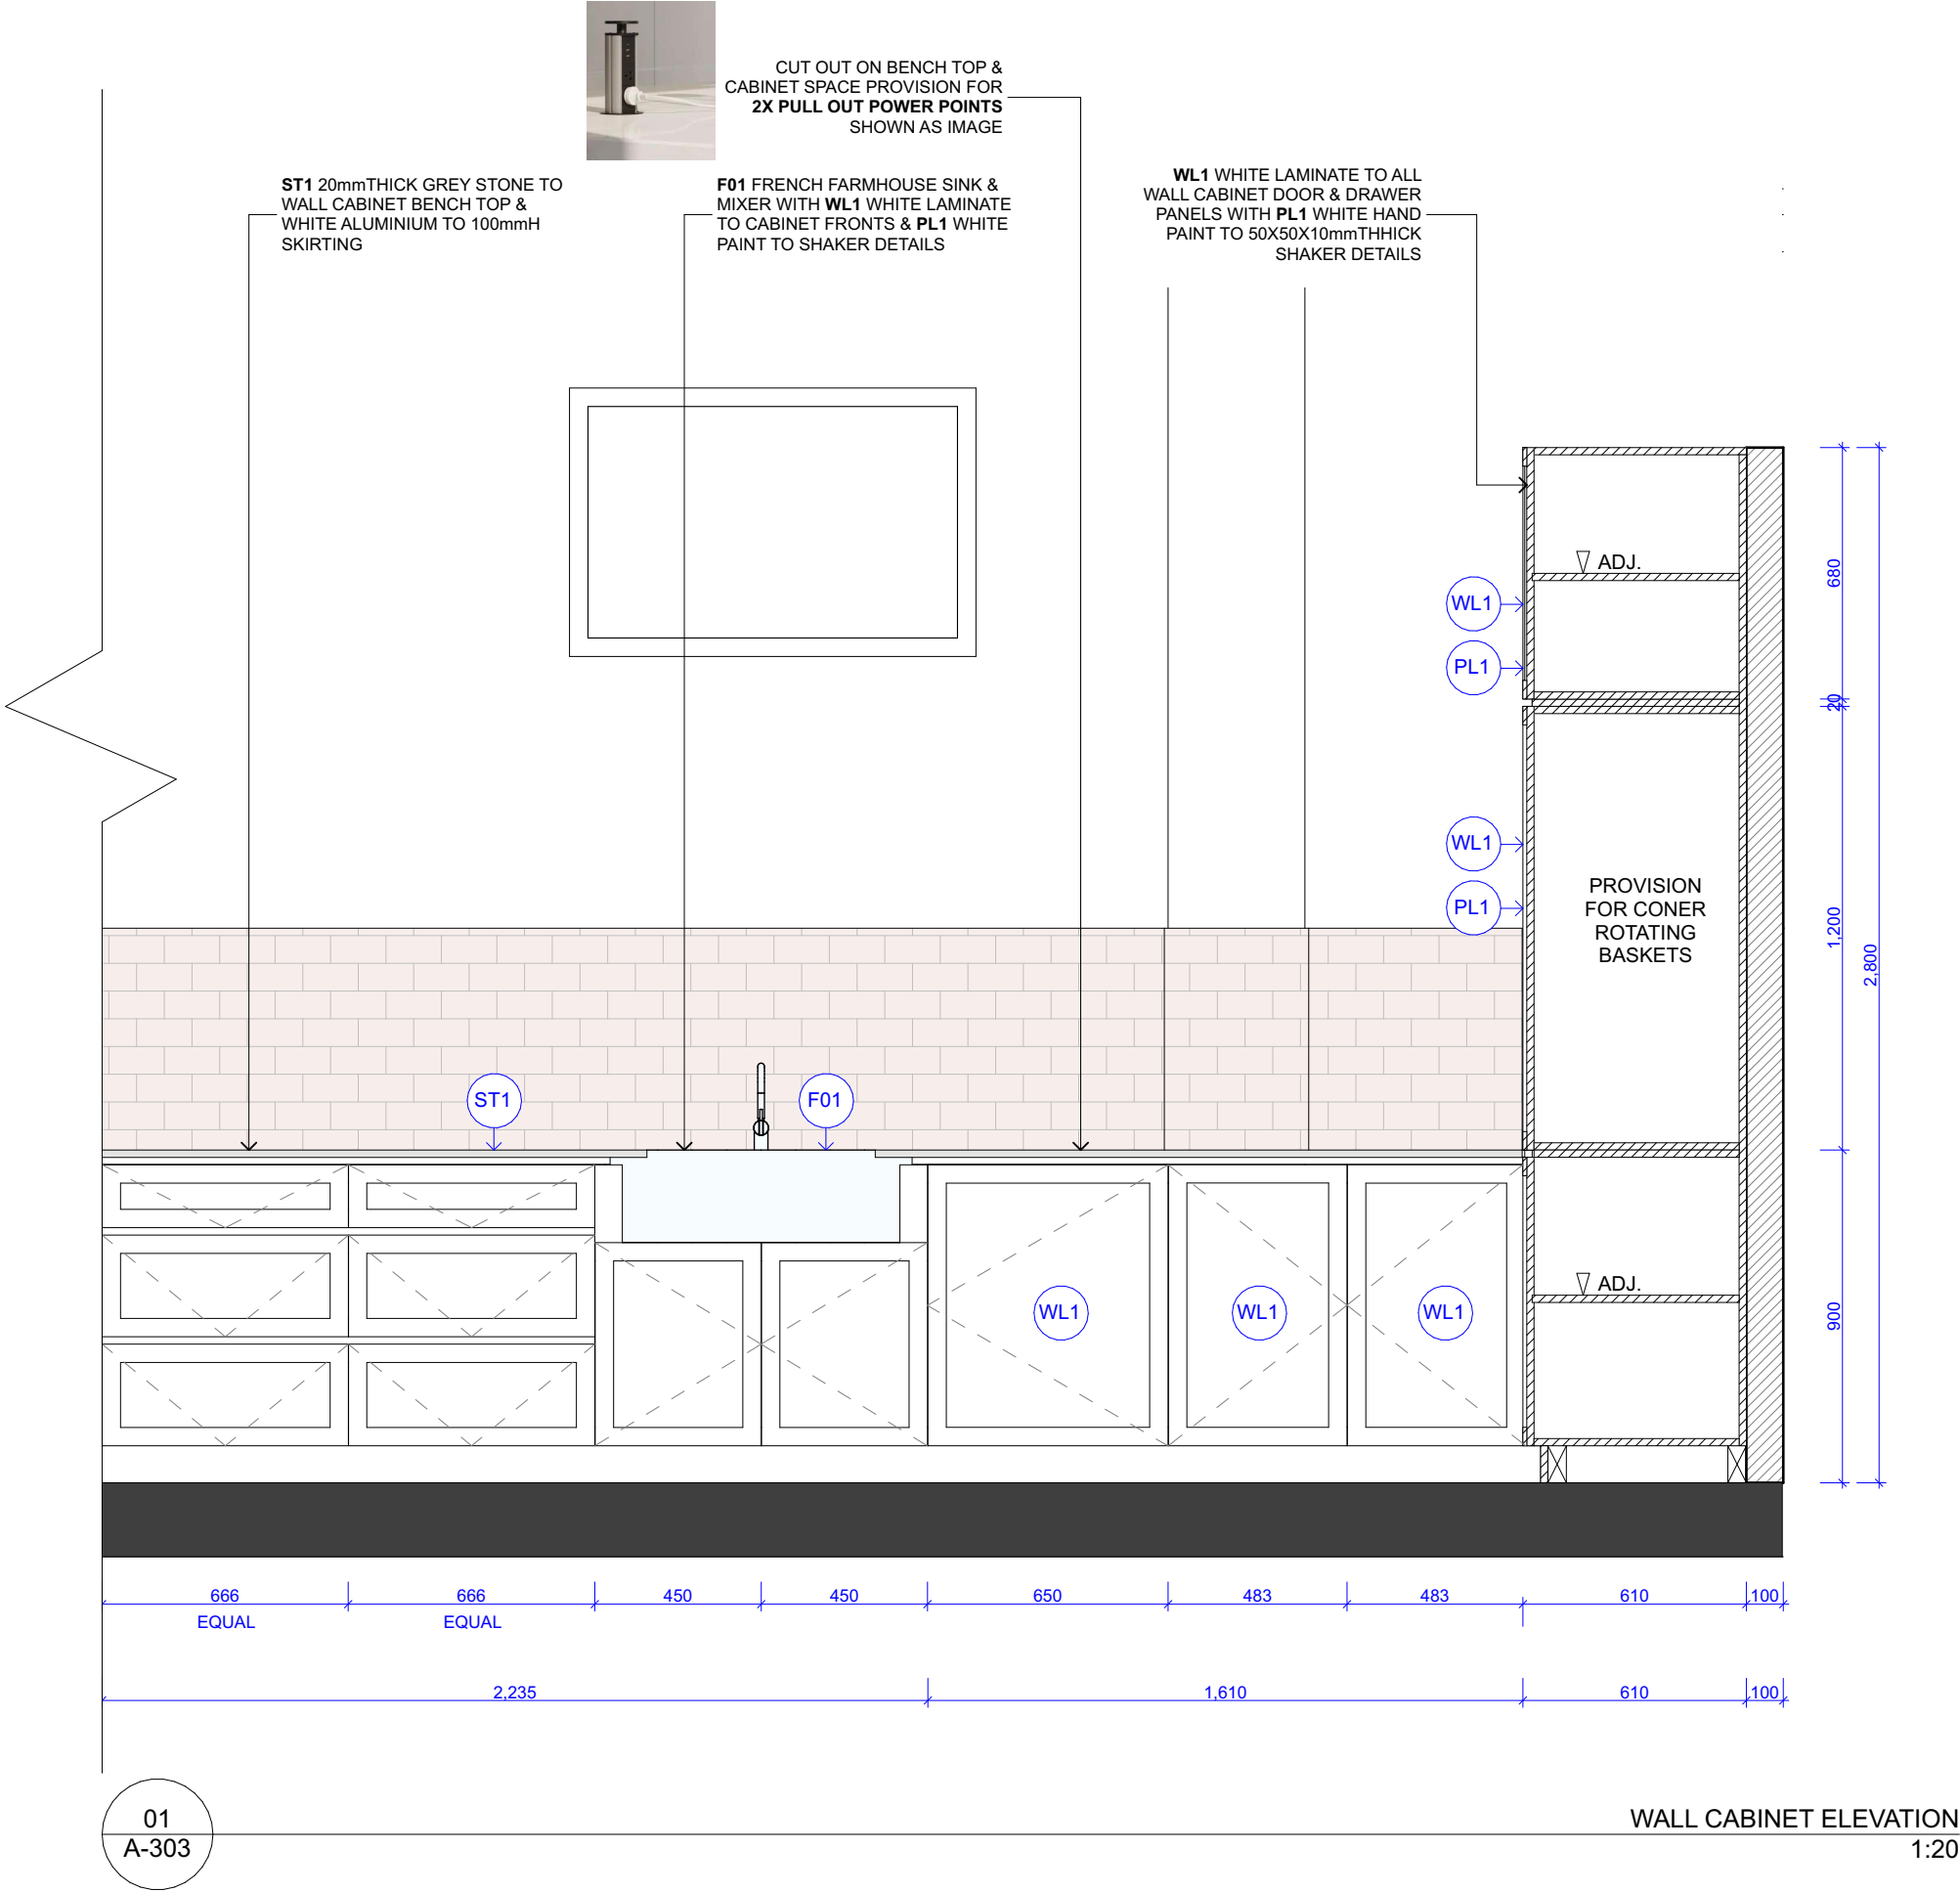 CUT OUT ON BENCH TOP &
CABINET SPACE PROVISION FOR
2X PULL OUT POWER POINTS
SHOWN AS IMAGE
ST1 20mmTHICK GREY STONE TO
WALL CABINET BENCH TOP &
WHITE ALUMINIUM TO 100mmH
SKIRTING
F01 FRENCH FARMHOUSE SINK &
MIXER WITH WL1 WHITE LAMINATE
TO CABINET FRONTS & PL1 WHITE
PAINT TO SHAKER DETAILS
WL1 WHITE LAMINATE TO ALL
WALL CABINET DOOR & DRAWER
PANELS WITH PL1 WHITE HAND
PAINT TO 50X50X10mmTHHICK
SHAKER DETAILS
ADJ.
680
WL1
PL1
20
WL1
PROVISION
FOR CONER
ROTATING
BASKETS
PL1
1,200
2,800
ST1
F01
ADJ.
WL1
WL1
WL1
900
666
666
450
450
650
483
483
610
100
EQUAL
EQUAL
2,235
1,610
610
100
01
A-303
WALL CABINET ELEVATION
1:20